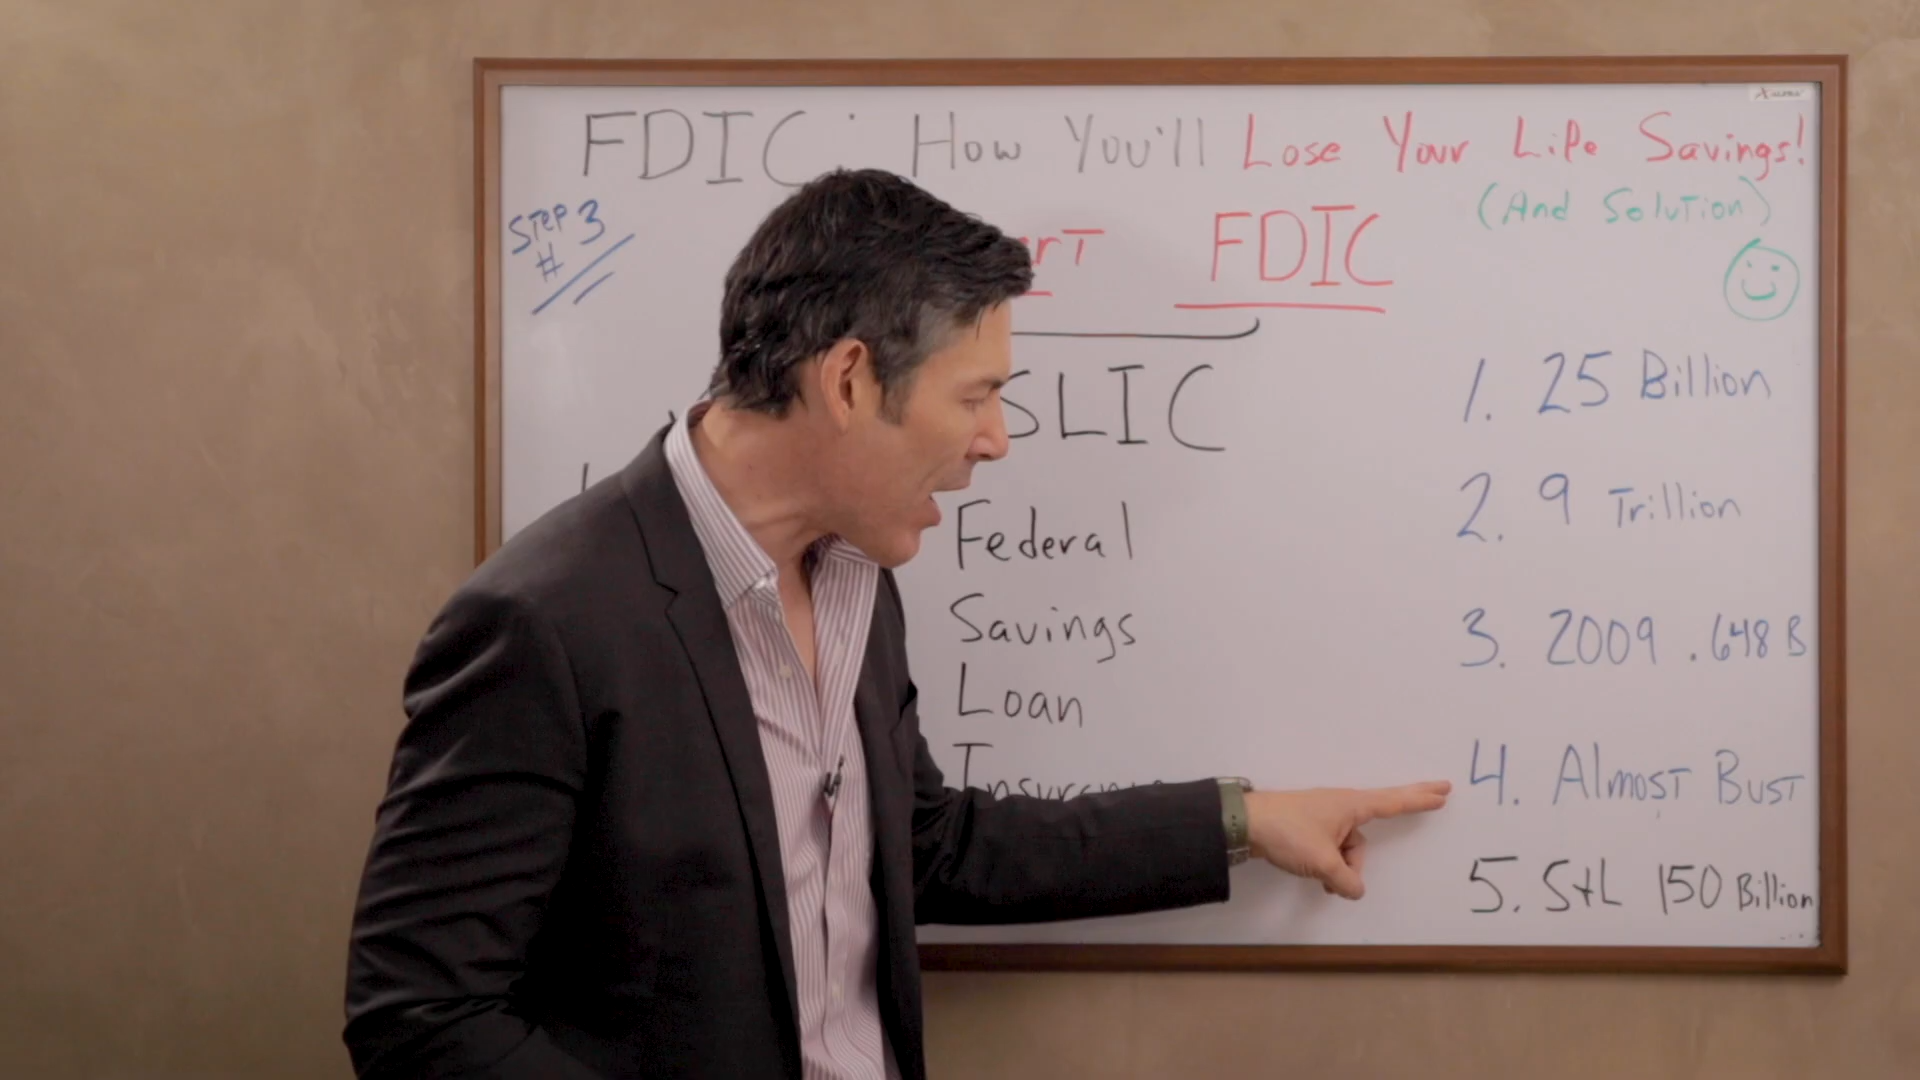 FDIC: How You'll Lose Your Life Savings!
(And Solution)
STEP
# 3
FDIC
SLIC
Federal
Savings
Loan
Insurance
1. 25 Billion
2. 9 Trillion
3. 2009 .648 B
4. Almost Bust
5. S+L 150 Billion